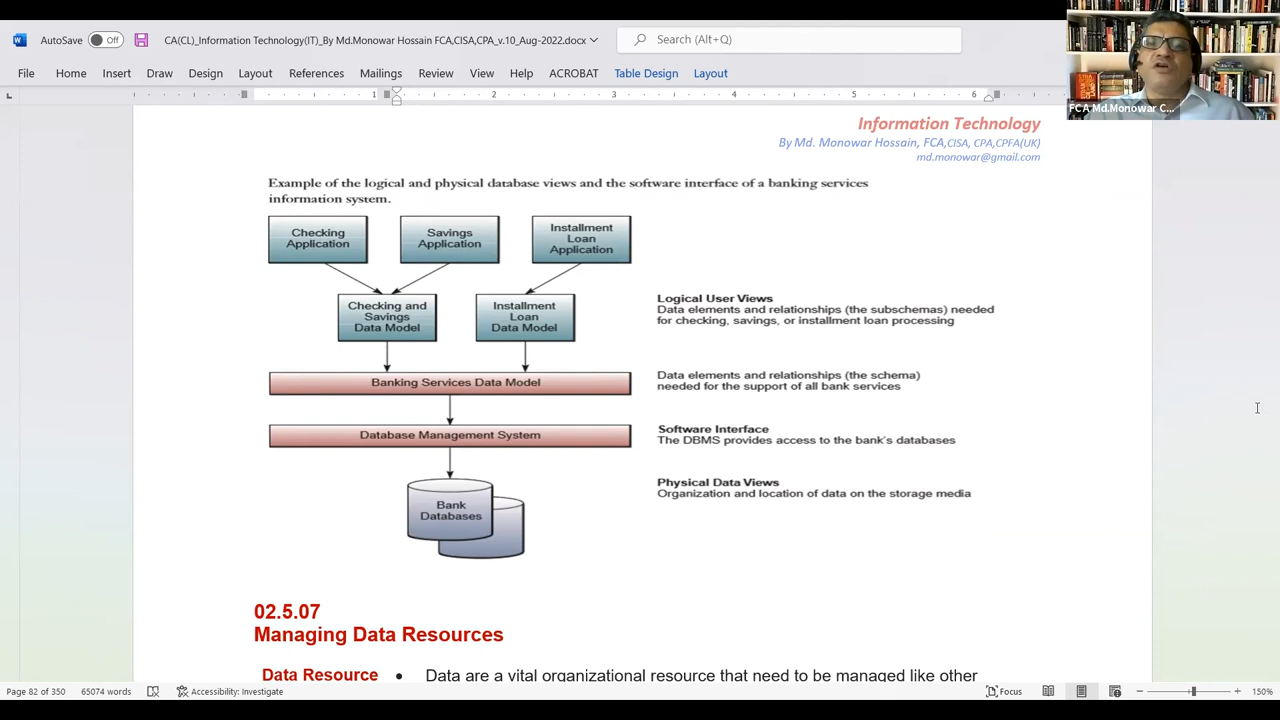 AutoSave
Off
CA(CL)_Information Technology(IT)_By Md.Monowar Hossain FCA,CISA,CPA_v.10_Aug-2022.docx
Search (Alt+Q)
File Home Insert Draw Design Layout References Mailings Review View Help ACROBAT Table Design Layout
FCA Md.Monowar C...
1 2 3 4 5 6
Information Technology
By Md. Monowar Hossain, FCA,CISA, CPA,CPFA(UK)
md.monowar@gmail.com
Example of the logical and physical database views and the software interface of a banking services
information system.
Checking
Application
Savings
Application
Installment
Loan
Application
Checking and
Savings
Data Model
Installment
Loan
Data Model
Logical User Views
Data elements and relationships (the subschemas) needed
for checking, savings, or installment loan processing
Banking Services Data Model
Data elements and relationships (the schema)
needed for the support of all bank services
Database Management System
Software Interface
The DBMS provides access to the bank's databases
Bank
Databases
Physical Data Views
Organization and location of data on the storage media
02.5.07
Managing Data Resources
Data Resource • Data are a vital organizational resource that need to be managed like other
Page 82 of 350 65074 words Accessibility: Investigate Focus 150%